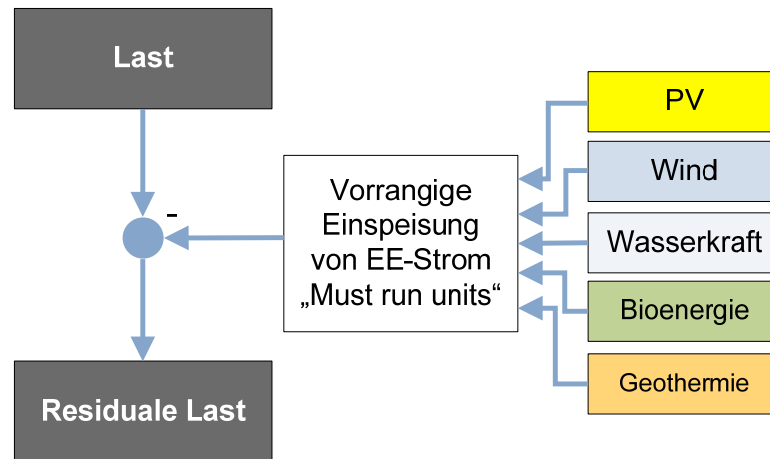 Last
-
PV
Wind
Wasserkraft
Bioenergie
Geothermie
Vorrangige
Einspeisung
von EE-Strom
„Must run units“
Residuale Last